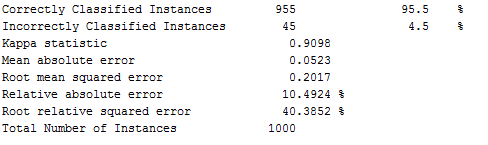 Correctly Classified Instances 955 95.5 %
Incorrectly Classified Instances 45 4.5 %
Kappa statistic 0.9098
Mean absolute error 0.0523
Root mean squared error 0.2017
Relative absolute error 10.4924 %
Root relative squared error 40.3852 %
Total Number of Instances 1000